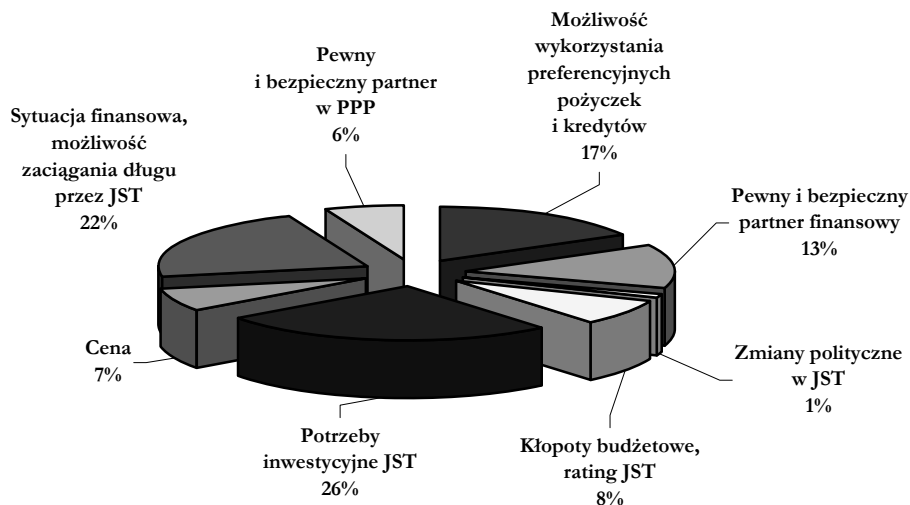 Możliwość
wykorzystania
preferencyjnych
pożyczek
i kredytów
17%
Pewny
i bezpieczny partner
w PPP
6%
Sytuacja finansowa,
możliwość
zaciągania długu
przez JST
22%
Pewny i bezpieczny
partner finansowy
13%
Cena
7%
Zmiany polityczne
w JST
1%
Potrzeby
inwestycyjne JST
26%
Kłopoty budżetowe,
rating JST
8%